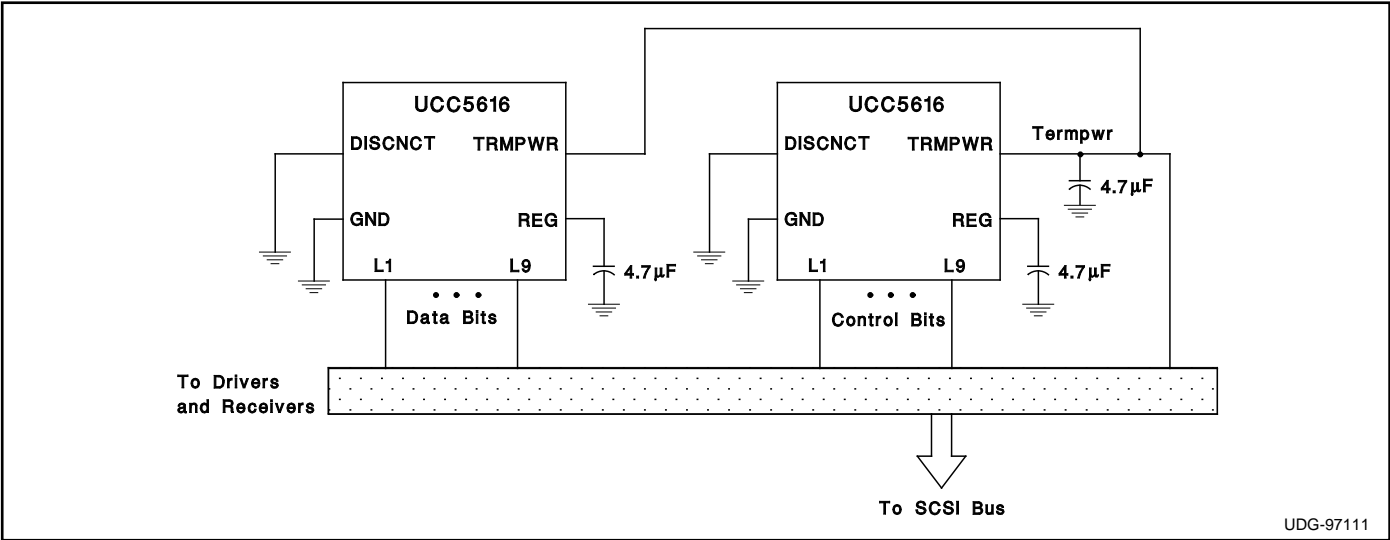 UCC5616
DISCNCT TRMPWR
GND
REG
L1 L9
4.7µF
• • •
Data Bits
UCC5616
DISCNCT TRMPWR
Termpwr
4.7µF
GND
REG
L1 L9
4.7µF
• • •
Control Bits
To Drivers
and Receivers
To SCSI Bus
UDG-97111